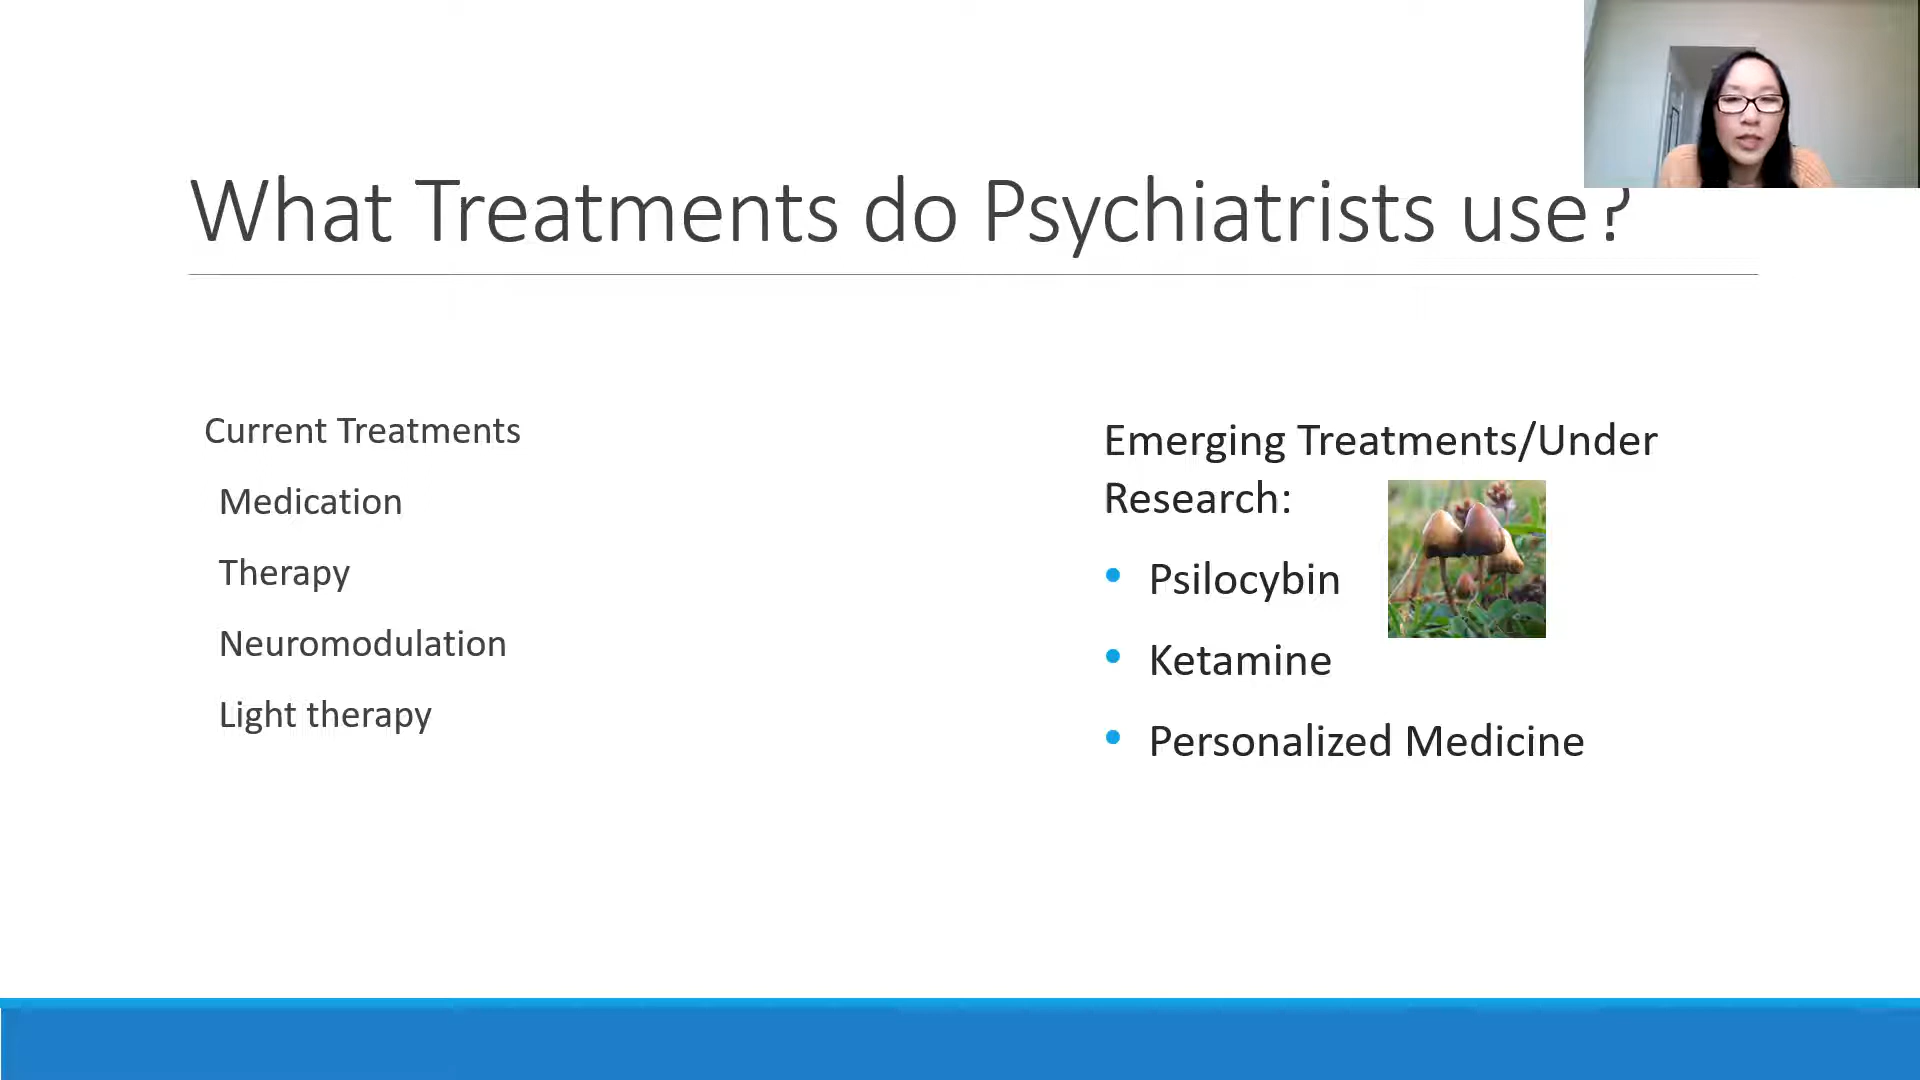 What Treatments do Psychiatrists use?
Current Treatments
Medication
Therapy
Neuromodulation
Light therapy
Emerging Treatments/Under
Research:
• Psilocybin
• Ketamine
• Personalized Medicine